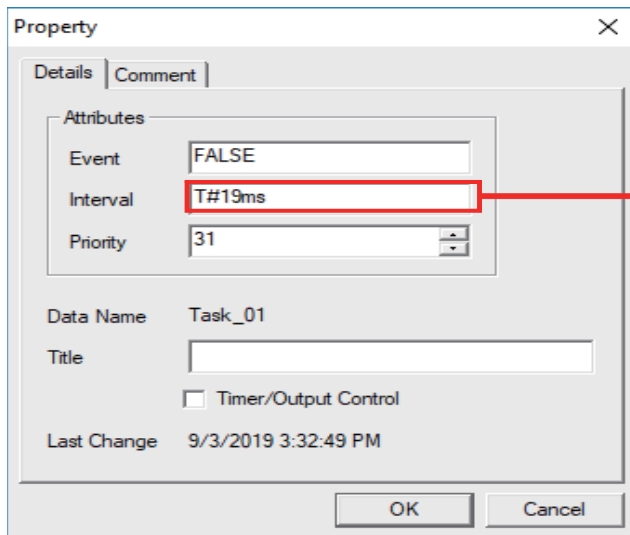 Property
Details Comment
Attributes
Event FALSE
Interval T#19ms
Priority 31
Data Name Task_01
Title
Timer/Output Control
Last Change 9/3/2019 3:32:49 PM
OK Cancel